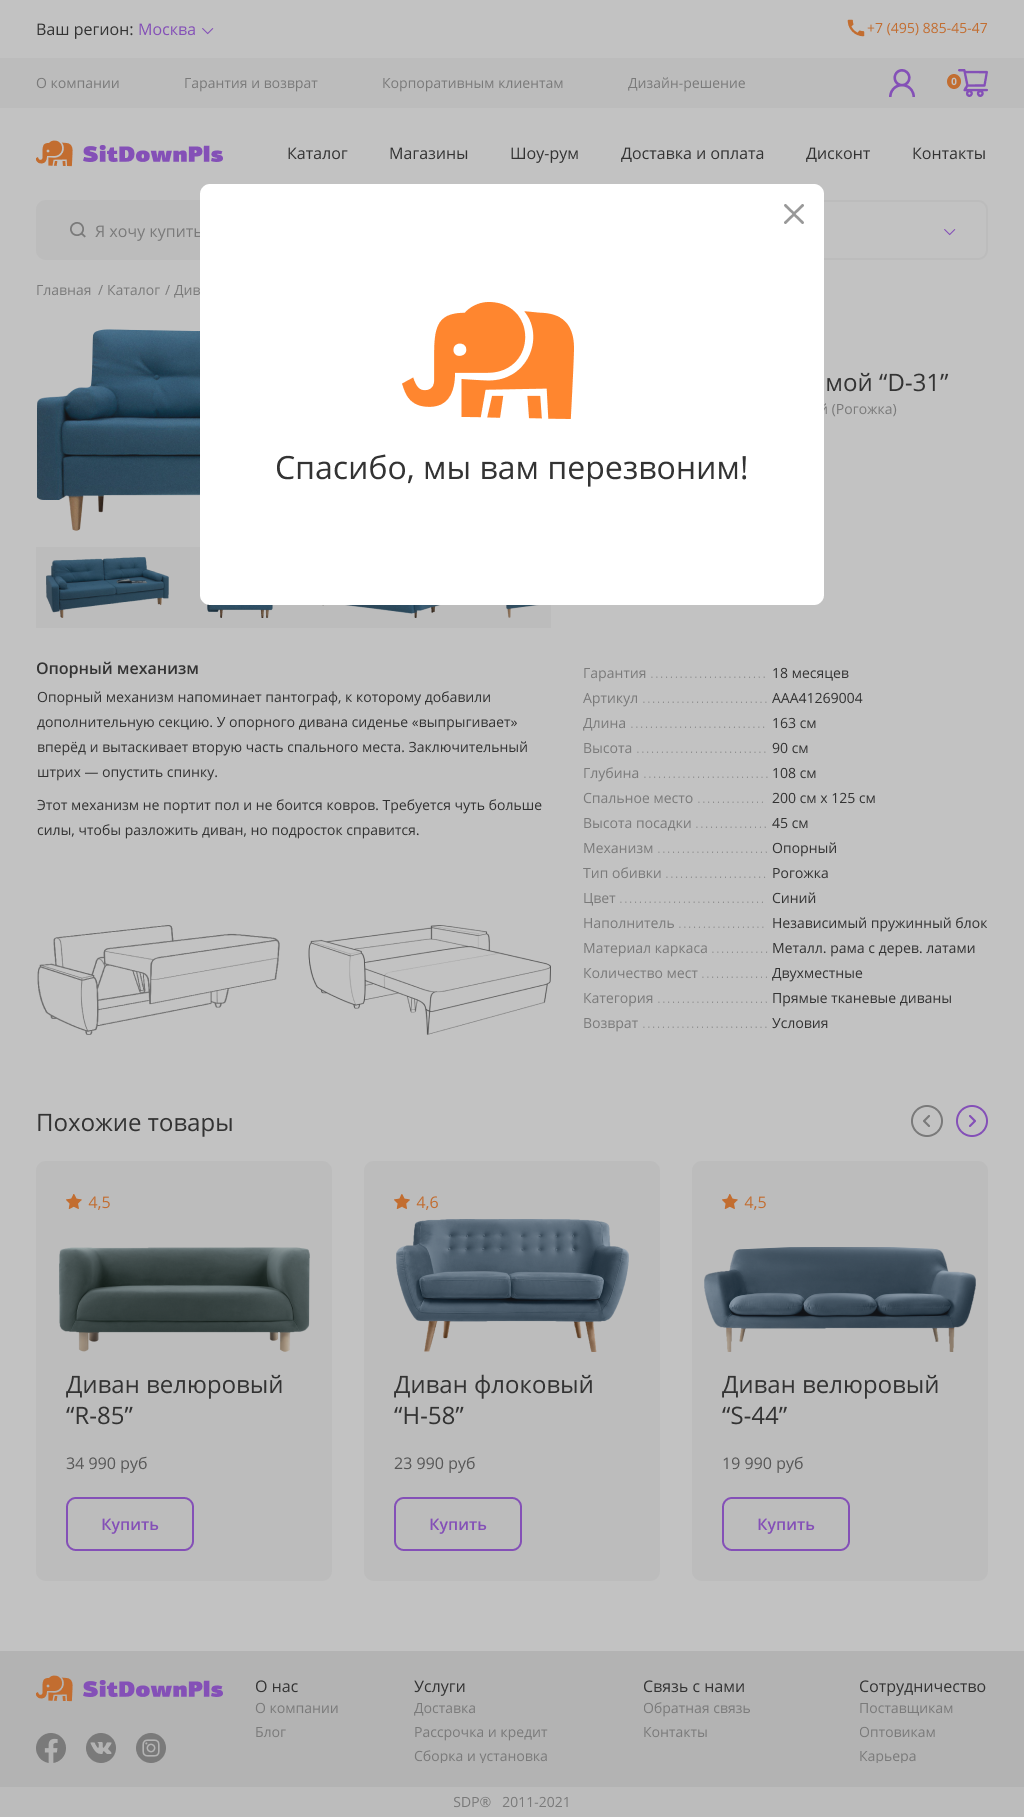 Ваш регион: Москва
+7 (495) 885-45-47
О компании
Гарантия и возврат
Корпоративным клиентам
Дизайн-решение
0
SitDownPls
Каталог
Магазины
Шоу-рум
Доставка и оплата
Дисконт
Контакты
Я хочу купить
Главная / Каталог / Див
мой “D-31”
й (Рогожка)
Спасибо, мы вам перезвоним!
Опорный механизм
Опорный механизм напоминает пантограф, к которому добавили
дополнительную секцию. У опорного дивана сиденье «выпрыгивает»
вперёд и вытаскивает вторую часть спального места. Заключительный
штрих — опустить спинку.
Этот механизм не портит пол и не боится ковров. Требуется чуть больше
силы, чтобы разложить диван, но подросток справится.
Гарантия 18 месяцев
Артикул ААА41269004
Длина 163 см
Высота 90 см
Глубина 108 см
Спальное место 200 см х 125 см
Высота посадки 45 см
Механизм Опорный
Тип обивки Рогожка
Цвет Синий
Наполнитель Независимый пружинный блок
Материал каркаса Металл. рама с дерев. латами
Количество мест Двухместные
Категория Прямые тканевые диваны
Возврат Условия
Похожие товары
4,5
Диван велюровый
“R-85”
34 990 руб
Купить
4,6
Диван флоковый
“H-58”
23 990 руб
Купить
4,5
Диван велюровый
“S-44”
19 990 руб
Купить
SitDownPls
О нас
О компании
Блог
Услуги
Доставка
Рассрочка и кредит
Сборка и установка
Связь с нами
Обратная связь
Контакты
Сотрудничество
Поставщикам
Оптовикам
Карьера
SDP® 2011-2021